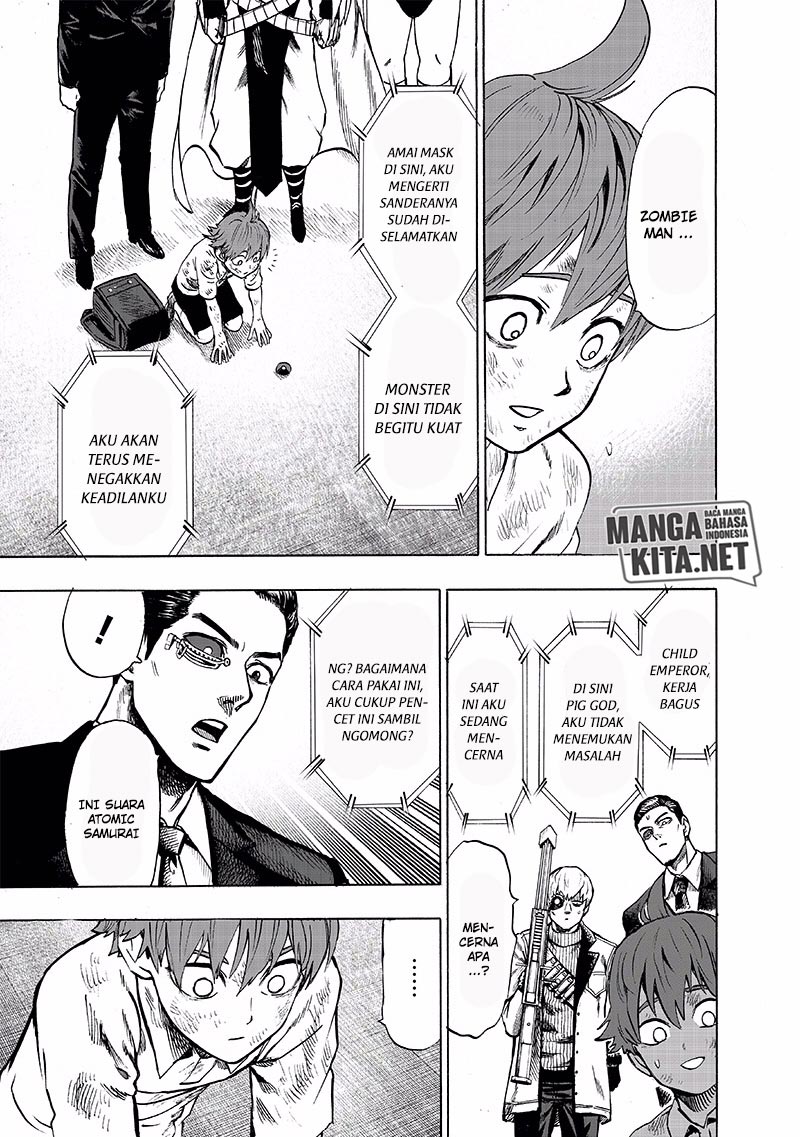 ZOMBIE
MAN ...
AMAI MASK
DI SINI, AKU
MENGERTI
SANDERANYA
SUDAH DI-
SELAMATKAN
MONSTER
DI SINI TIDAK
BEGITU KUAT
AKU AKAN
TERUS ME-
NEGAKKAN
KEADILANKU
MANGA
KITA.NET
BACA MANGA
BAHASA
INDONESIA
CHILD
EMPEROR,
KERJA
BAGUS
DI SINI
PIG GOD,
AKU TIDAK
MENEMUKAN
MASALAH
SAAT
INI AKU
SEDANG
MEN-
CERNA
MEN-
CERNA
APA
...?
NG? BAGAIMANA
CARA PAKAI INI,
AKU CUKUP PEN-
CET INI SAMBIL
NGOMONG?
!
INI SUARA
ATOMIC
SAMURAI
......